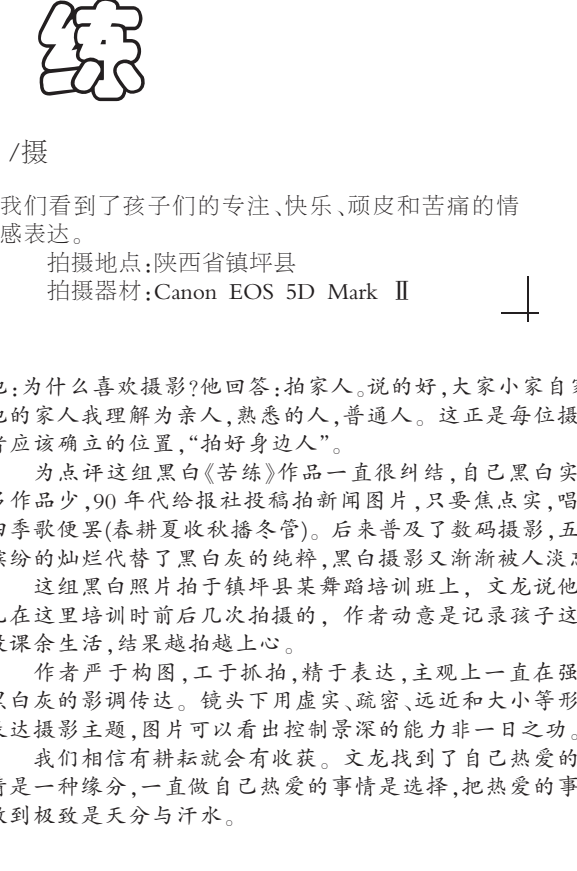 练
/摄
我们看到了孩子们的专注、快乐、顽皮和苦痛的情
感表达。
拍摄地点:陕西省镇坪县
拍摄器材:Canon EOS 5D Mark Ⅱ
:为什么喜欢摄影?他回答:拍家人。说的好,大家小家自
的家人我理解为亲人,熟悉的人,普通人。这正是每位摄
应该确立的位置,“拍好身边人”。
为点评这组黑白《苦练》作品一直很纠结,自己黑白实
作品少,90 年代给报社投稿拍新闻图片,只要焦点实,唱
季歌便罢(春耕夏收秋播冬管)。后来普及了数码摄影,五
缤纷的灿烂代替了黑白灰的纯粹,黑白摄影又渐渐被人淡
这组黑白照片拍于镇坪县某舞蹈培训班上, 文龙说他
在这里培训时前后几次拍摄的, 作者动意是记录孩子这
课余生活,结果越拍越上心。
作者严于构图,工于抓拍,精于表达,主观上一直在强
黑白灰的影调传达。镜头下用虚实、疏密、远近和大小等形
表达摄影主题,图片可以看出控制景深的能力非一日之功。
我们相信有耕耘就会有收获。文龙找到了自己热爱的
是一种缘分,一直做自己热爱的事情是选择,把热爱的事
到极致是天分与汗水。